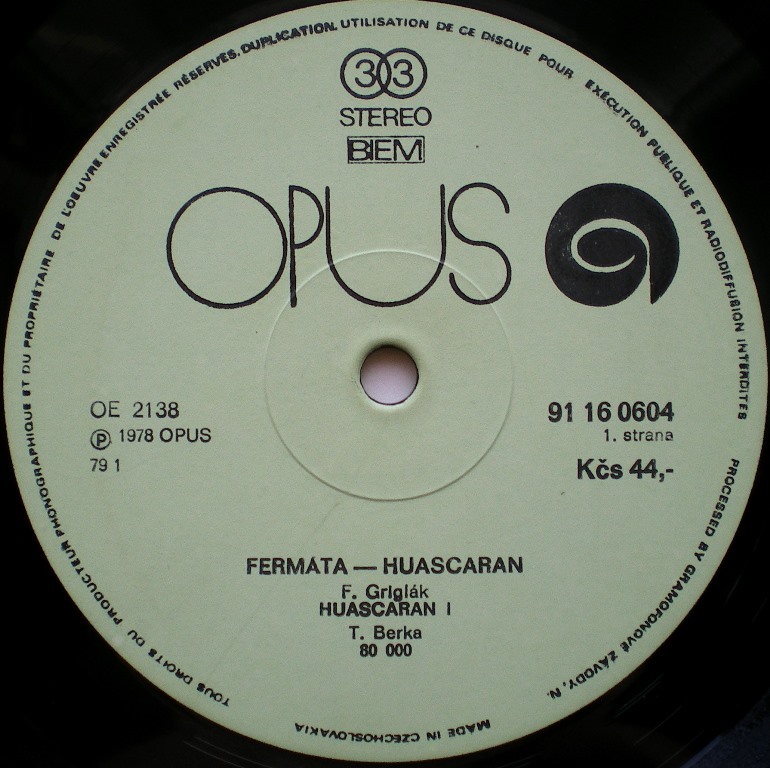 TOUS DROITS DU PRODUCTEUR PHONOGRAPHIQUE ET DU PROPRIÉTAIRE DE L'OEUVRE ENREGISTRÉE RÉSERVÉS. DUPLICATION. UTILISATION DE CE DISQUE POUR EXÉCUTION PUBLIQUE ET RADIODIFFUSION INTERDITES
33
STEREO
BIEM
OPUS
OE 2138
Ⓟ 1978 OPUS
79 1
91 16 0604
1. strana
Kčs 44,-
FERMATA — HUASCARAN
F. Griglák
HUASCARAN I
T. Berka
80 000
PROCESSED BY GRAMOFONOVÉ ZÁVODY, N.
MADE IN CZECHOSLOVAKIA